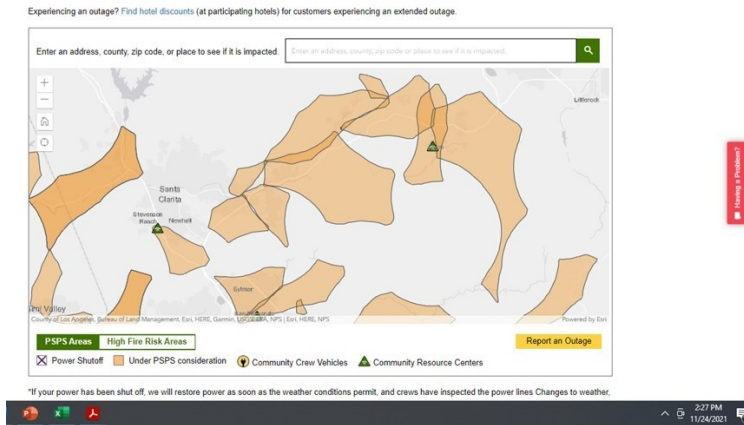 Experiencing an outage? Find hotel discounts (at participating hotels) for customers experiencing an extended outage.
Enter an address, county, zip code, or place to see if it is impacted.
Enter an address, county, zip code or place to see if it is impacted.
Littlerock
Santa
Clarita
Stevenson
Ranch
Newhall
Sylmar
Valley
County of Los Angeles, Bureau of Land Management, Esri, HERE, Garmin, USGS, EPA, NPS | Esri, HERE, NPS
Powered by Esri
PSPS Areas
High Fire Risk Areas
Report an Outage
Power Shutoff
Under PSPS consideration
Community Crew Vehicles
Community Resource Centers
*If your power has been shut off, we will restore power as soon as the weather conditions permit, and crews have inspected the power lines Changes to weather,
Having a Problem?
2:27 PM
11/24/2021